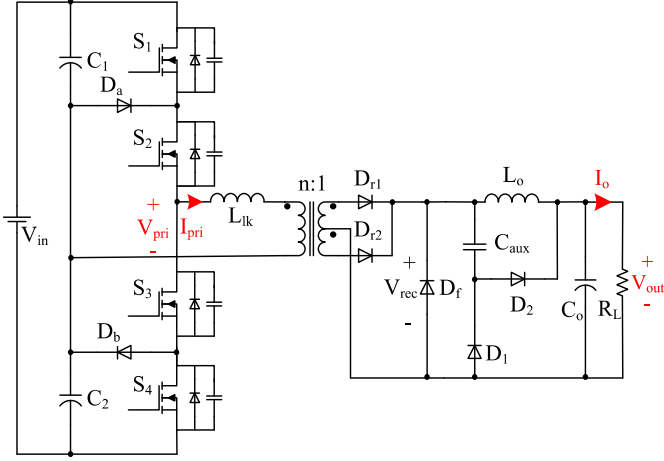 S1
C1
Da
S2
n:1
Dr1
Lo
Io
+
Vpri
-
Ipri
Llk
Dr2
Vin
+
Vrec
-
Df
Caux
D2
Co
RL
+
Vout
-
S3
Db
D1
S4
C2